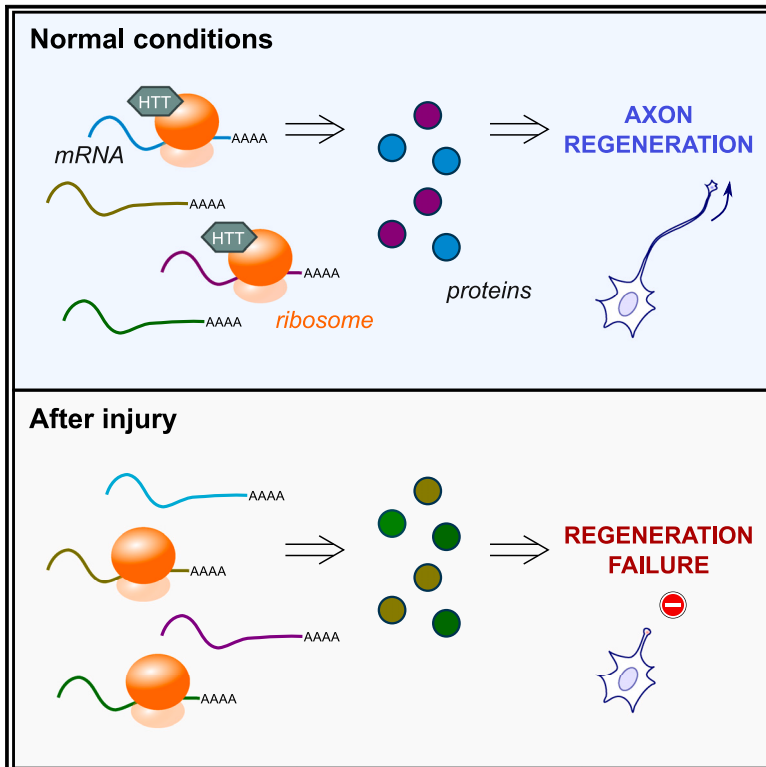 Normal conditions
HTT
AAAA
mRNA
AAAA
HTT
AAAA
AAAA
ribosome
proteins
AXON
REGENERATION
After injury
AAAA
AAAA
AAAA
AAAA
REGENERATION
FAILURE